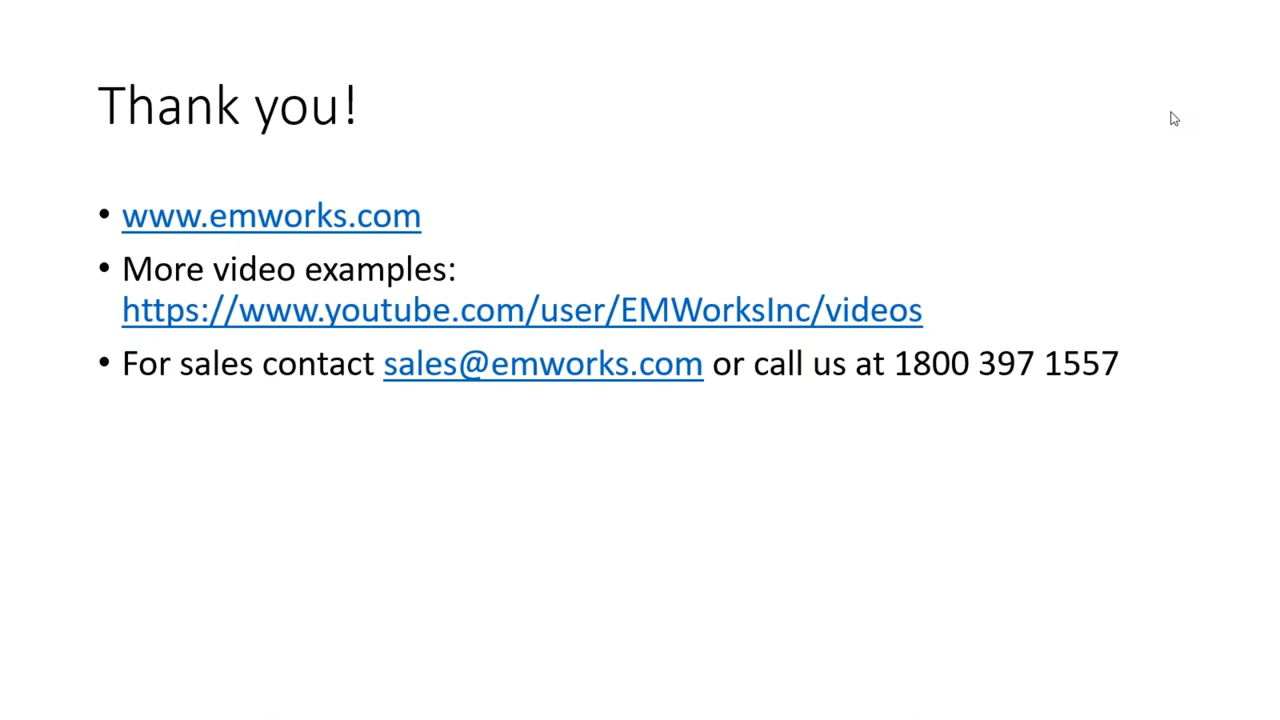 Thank you!
• www.emworks.com
• More video examples:
https://www.youtube.com/user/EMWorksInc/videos
• For sales contact sales@emworks.com or call us at 1800 397 1557